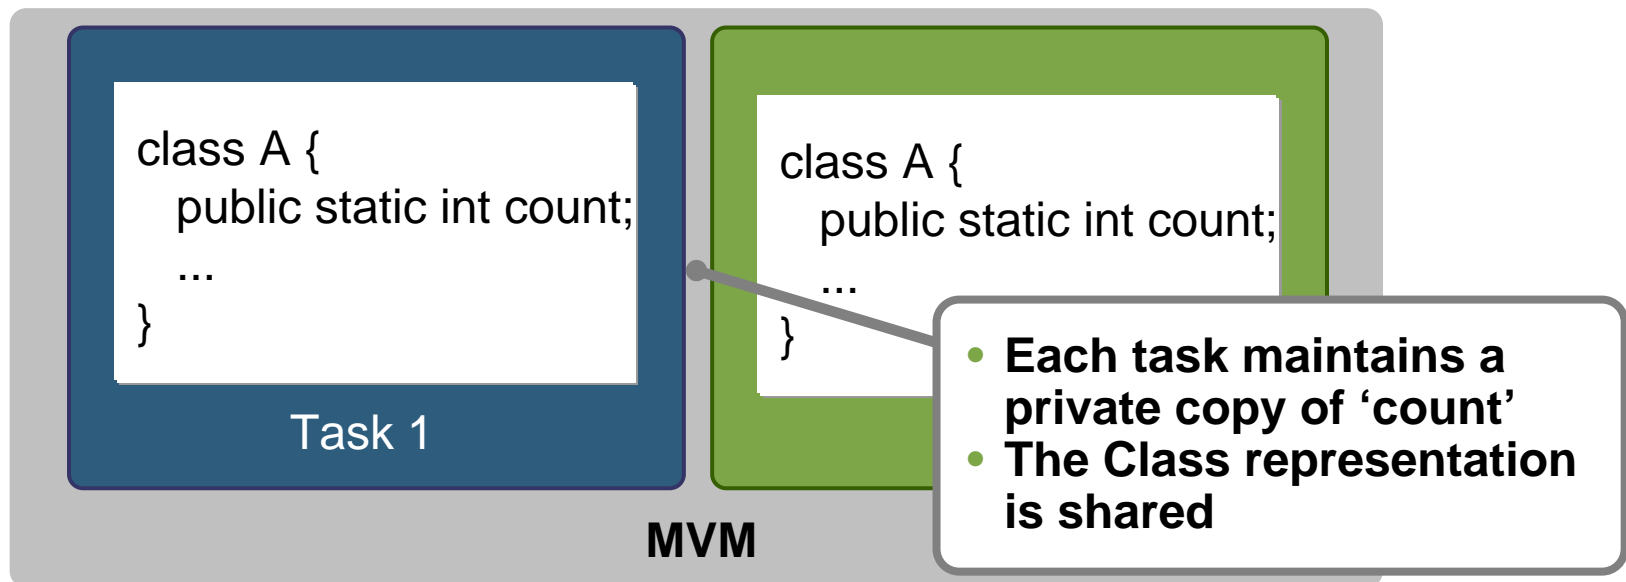 class A {
public static int count;
...
}
Task 1
class A {
public static int count;
...
}
• Each task maintains a
private copy of ‘count’
• The Class representation
is shared
MVM